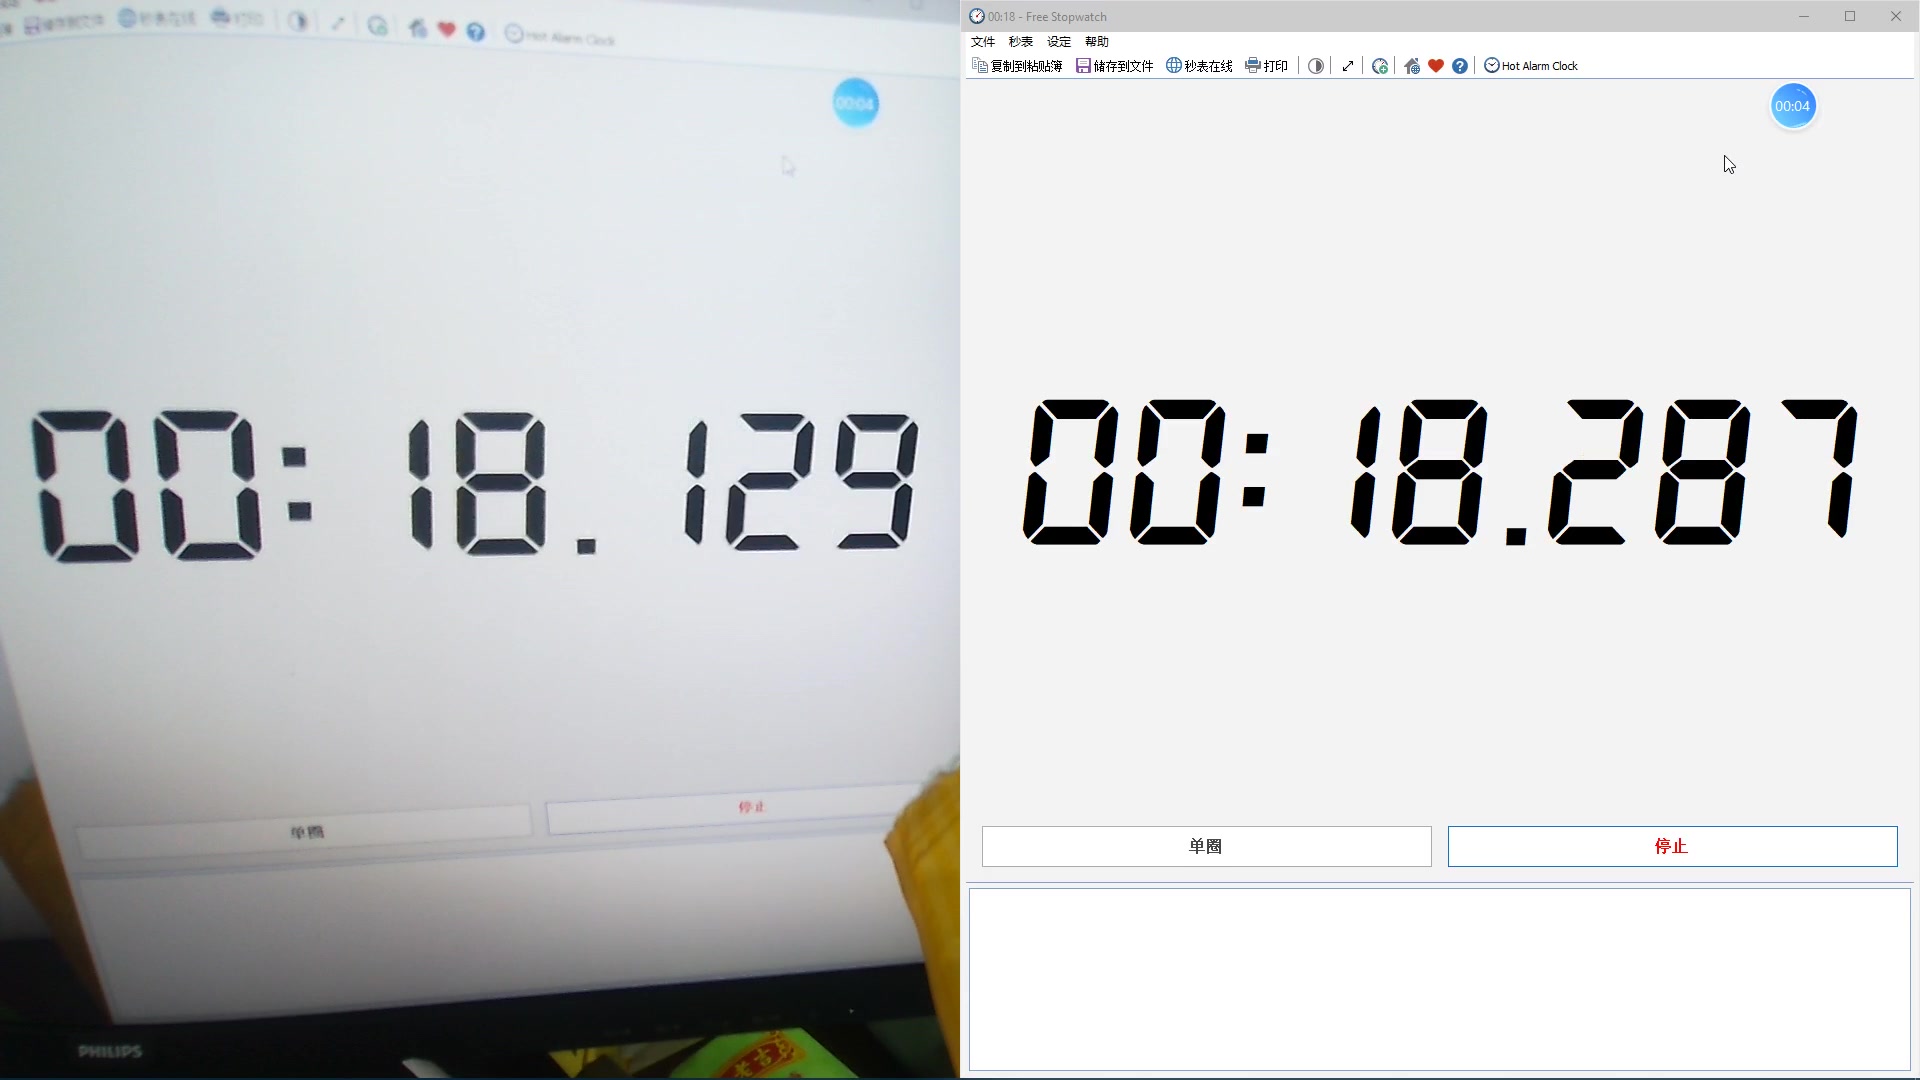 储存到文件 秒表在线 打印 Hot Alarm Clock
00:04
00:18.129
单圈 停止
PHILIPS
00:18 - Free Stopwatch
文件 秒表 设定 帮助
复制到粘贴簿 储存到文件 秒表在线 打印 Hot Alarm Clock
00:04
00:18.287
单圈 停止